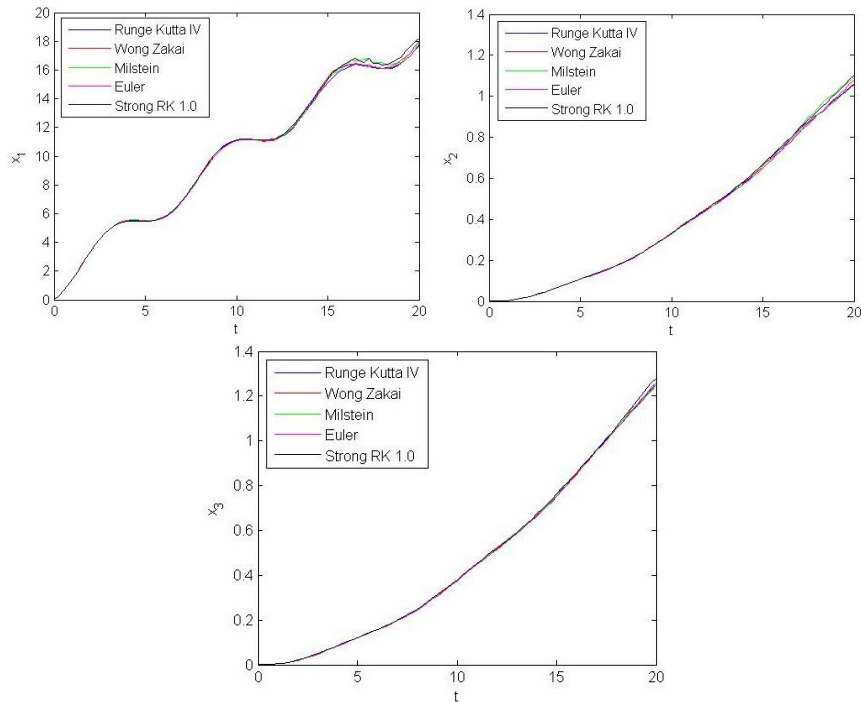 20
18
16
14
12
10
8
6
4
2
0
x1
Runge Kutta IV
Wong Zakai
Milstein
Euler
Strong RK 1.0
0 5 10 15 20
t
1.4
1.2
1
0.8
0.6
0.4
0.2
0
x2
Runge Kutta IV
Wong Zakai
Milstein
Euler
Strong RK 1.0
0 5 10 15 20
t
1.4
1.2
1
0.8
0.6
0.4
0.2
0
x3
Runge Kutta IV
Wong Zakai
Milstein
Euler
Strong RK 1.0
0 5 10 15 20
t